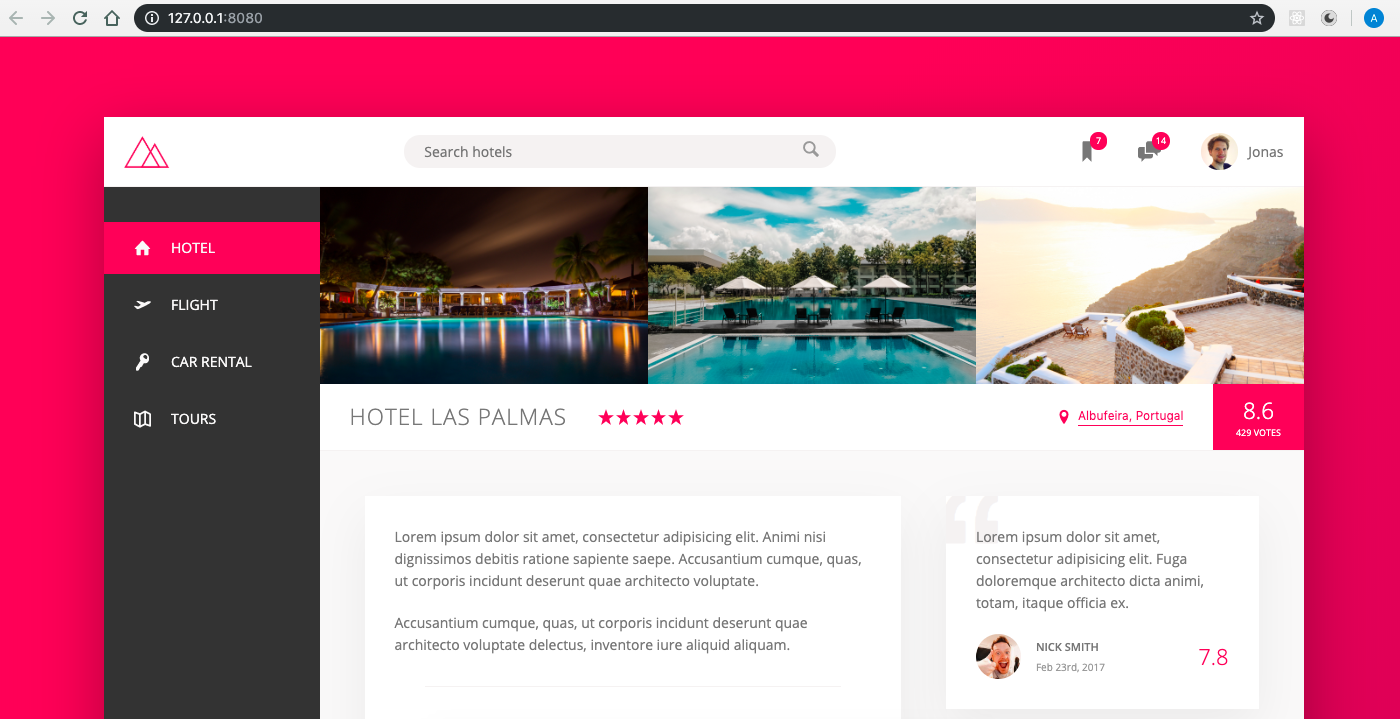 127.0.0.1:8080
A
Search hotels
7
14
Jonas
HOTEL
FLIGHT
CAR RENTAL
TOURS
HOTEL LAS PALMAS
Albufeira, Portugal
8.6
429 VOTES
Lorem ipsum dolor sit amet, consectetur adipisicing elit. Animi nisi
dignissimos debitis ratione sapiente saepe. Accusantium cumque, quas,
ut corporis incidunt deserunt quae architecto voluptate.
Accusantium cumque, quas, ut corporis incidunt deserunt quae
architecto voluptate delectus, inventore iure aliquid aliquam.
“
Lorem ipsum dolor sit amet,
consectetur adipisicing elit. Fuga
doloremque architecto dicta animi,
totam, itaque officia ex.
NICK SMITH
Feb 23rd, 2017
7.8